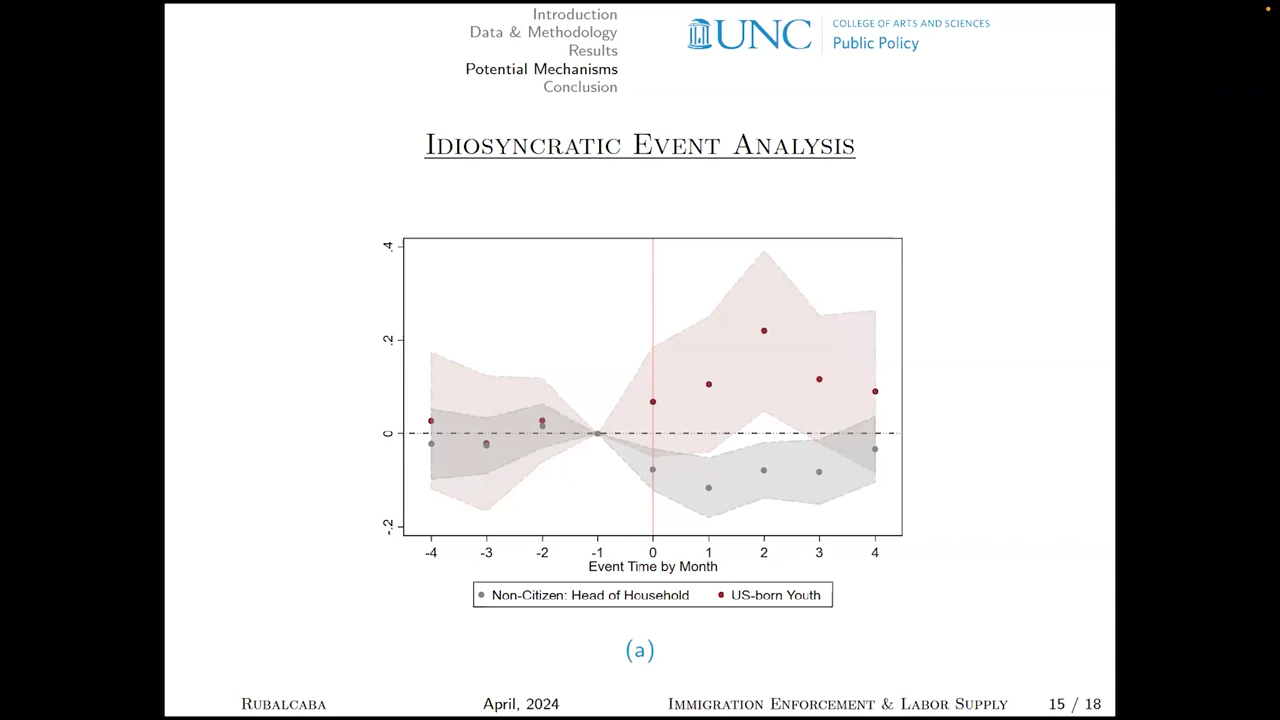 Introduction
Data & Methodology
Results
Potential Mechanisms
Conclusion
UNC
COLLEGE OF ARTS AND SCIENCES
Public Policy
IDIOSYNCRATIC EVENT ANALYSIS
.4
.2
0
-.2
-4 -3 -2 -1 0 1 2 3 4
Event Time by Month
Non-Citizen: Head of Household US-born Youth
(a)
RUBALCABA April, 2024 IMMIGRATION ENFORCEMENT & LABOR SUPPLY 15 / 18